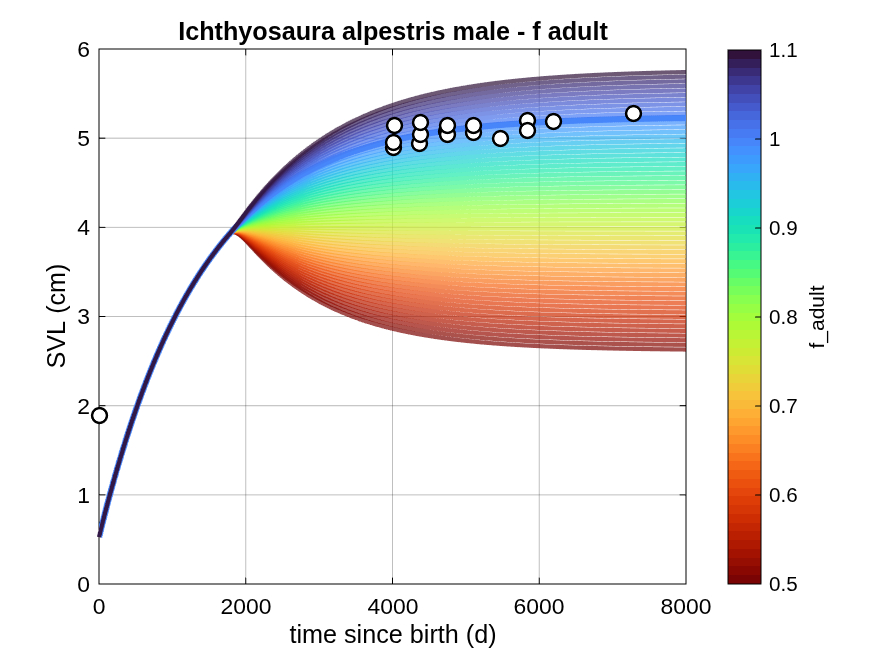 Ichthyosaura alpestris male - f adult
6
5
4
3
2
1
0
SVL (cm)
0 2000 4000 6000 8000
time since birth (d)
1.1
1
0.9
0.8
0.7
0.6
0.5
f_adult